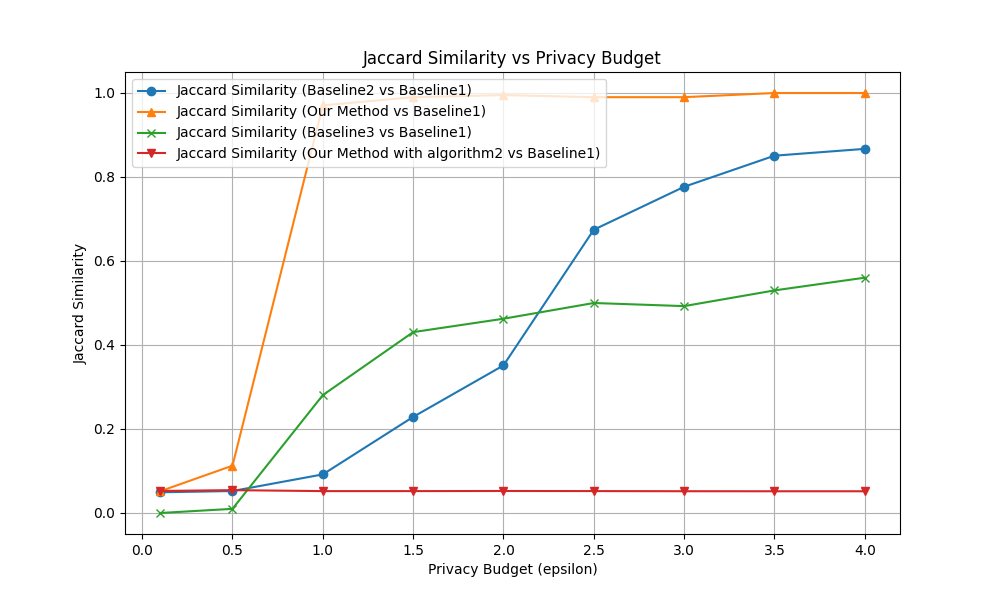 Jaccard Similarity vs Privacy Budget
Jaccard Similarity (Baseline2 vs Baseline1)
Jaccard Similarity (Our Method vs Baseline1)
Jaccard Similarity (Baseline3 vs Baseline1)
Jaccard Similarity (Our Method with algorithm2 vs Baseline1)
Jaccard Similarity
1.0
0.8
0.6
0.4
0.2
0.0
0.0 0.5 1.0 1.5 2.0 2.5 3.0 3.5 4.0
Privacy Budget (epsilon)